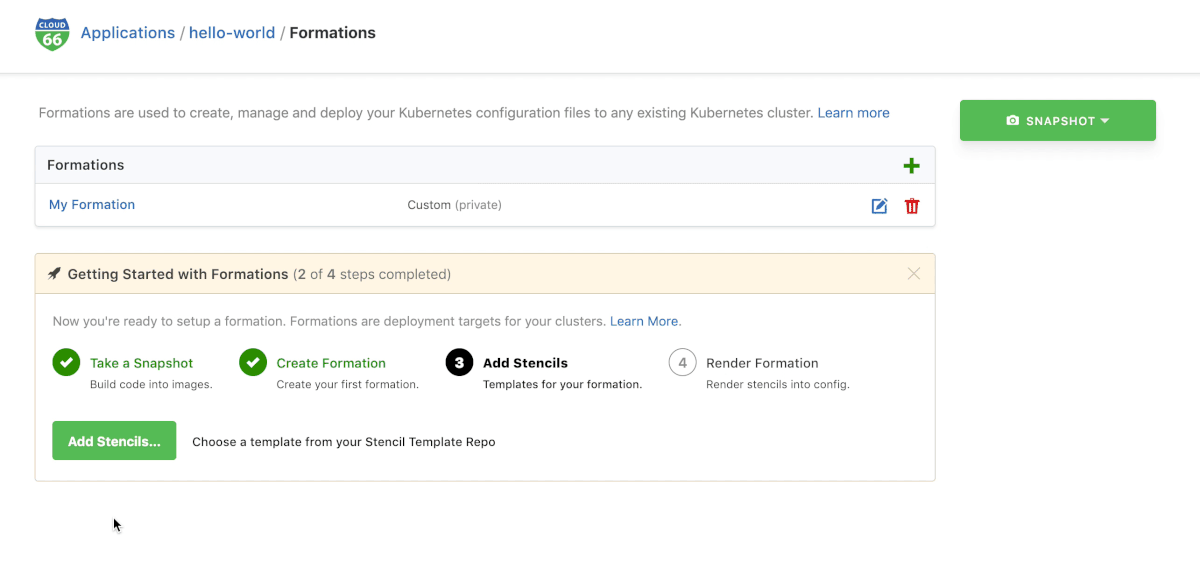 CLOUD
66
Applications / hello-world / Formations
Formations are used to create, manage and deploy your Kubernetes configuration files to any existing Kubernetes cluster. Learn more
SNAPSHOT
Formations
My Formation Custom (private)
Getting Started with Formations (2 of 4 steps completed)
Now you're ready to setup a formation. Formations are deployment targets for your clusters. Learn More.
Take a Snapshot
Build code into images.
Create Formation
Create your first formation.
3 Add Stencils
Templates for your formation.
4 Render Formation
Render stencils into config.
Add Stencils... Choose a template from your Stencil Template Repo